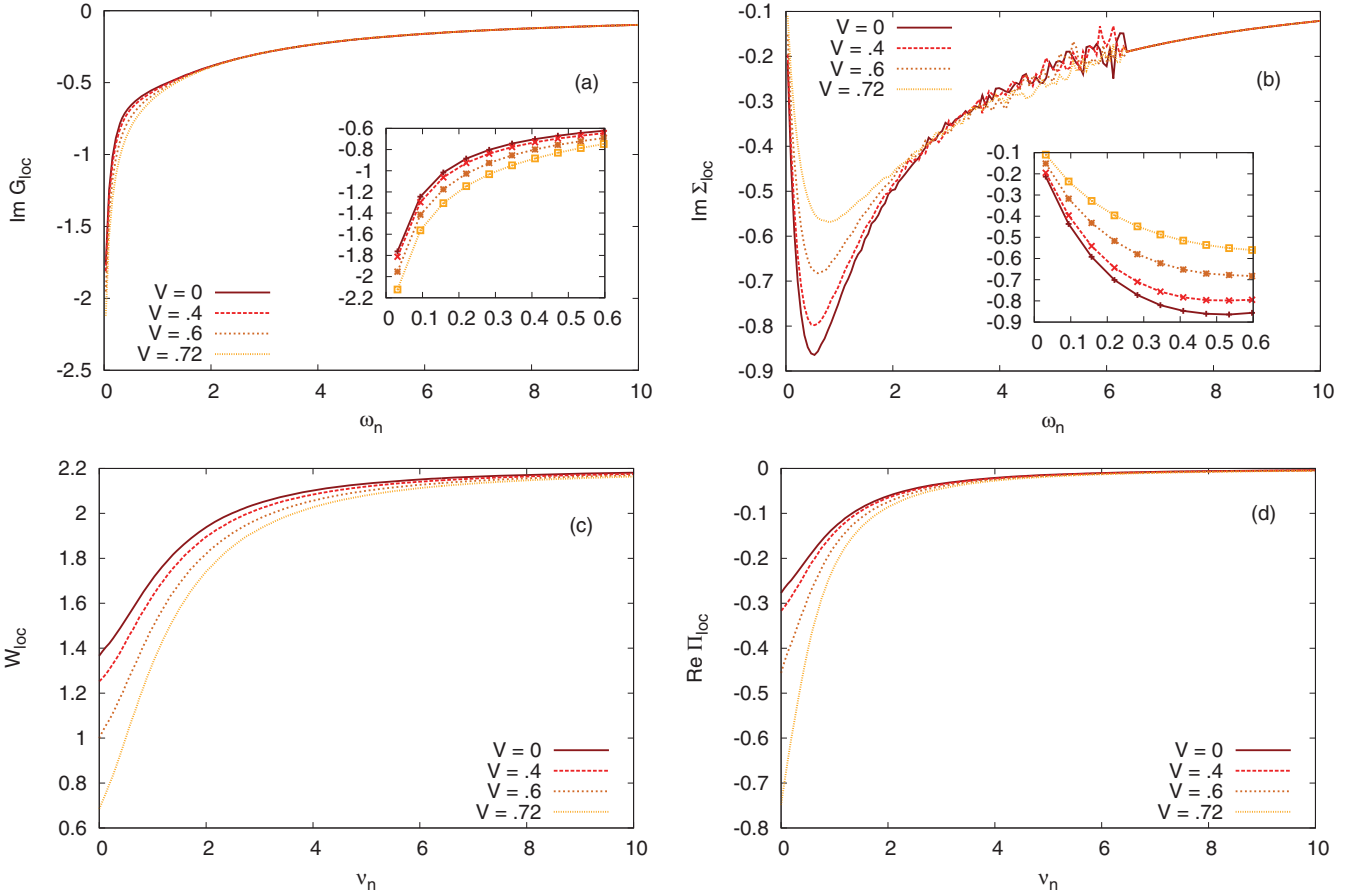 0
-0.5
-1
-1.5
-2
-2.5
0 2 4 6 8 10
Im G_loc
ω_n
(a)
V = 0
V = .4
V = .6
V = .72
-0.6
-0.8
-1
-1.2
-1.4
-1.6
-1.8
-2
-2.2
0 0.1 0.2 0.3 0.4 0.5 0.6
-0.1
-0.2
-0.3
-0.4
-0.5
-0.6
-0.7
-0.8
-0.9
0 2 4 6 8 10
Im Σ_loc
ω_n
(b)
V = 0
V = .4
V = .6
V = .72
-0.1
-0.2
-0.3
-0.4
-0.5
-0.6
-0.7
-0.8
-0.9
0 0.1 0.2 0.3 0.4 0.5 0.6
2.2
2
1.8
1.6
1.4
1.2
1
0.8
0.6
0 2 4 6 8 10
W_loc
ν_n
(c)
V = 0
V = .4
V = .6
V = .72
0
-0.1
-0.2
-0.3
-0.4
-0.5
-0.6
-0.7
-0.8
0 2 4 6 8 10
Re Π_loc
ν_n
(d)
V = 0
V = .4
V = .6
V = .72